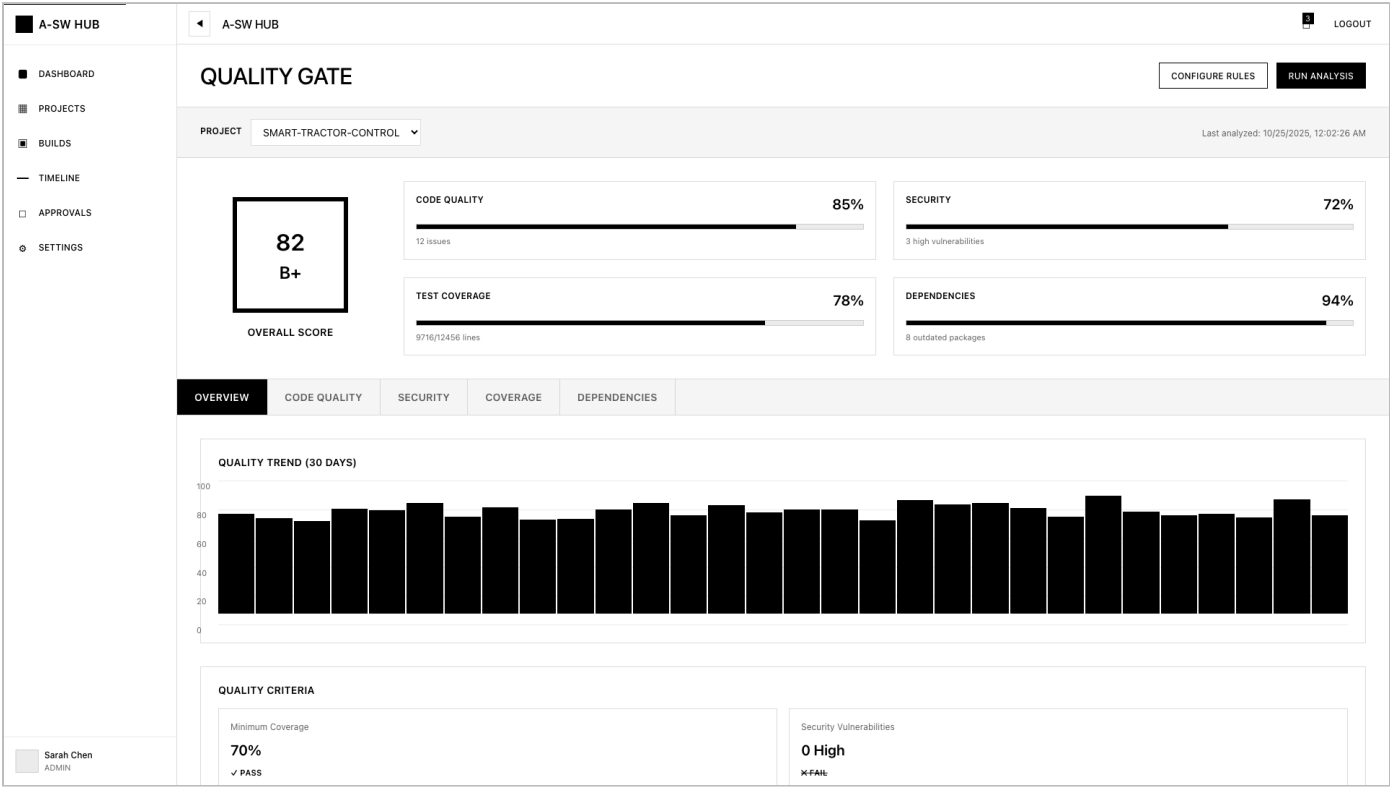 A-SW HUB
DASHBOARD
PROJECTS
BUILDS
TIMELINE
APPROVALS
SETTINGS
Sarah Chen
ADMIN
A-SW HUB
3
LOGOUT
QUALITY GATE
CONFIGURE RULES
RUN ANALYSIS
PROJECT
SMART-TRACTOR-CONTROL
Last analyzed: 10/25/2025, 12:02:26 AM
82
B+
OVERALL SCORE
CODE QUALITY
85%
12 issues
SECURITY
72%
3 high vulnerabilities
TEST COVERAGE
78%
9716/12456 lines
DEPENDENCIES
94%
8 outdated packages
OVERVIEW
CODE QUALITY
SECURITY
COVERAGE
DEPENDENCIES
QUALITY TREND (30 DAYS)
100
80
60
40
20
0
QUALITY CRITERIA
Minimum Coverage
70%
✓ PASS
Security Vulnerabilities
0 High
✕ FAIL